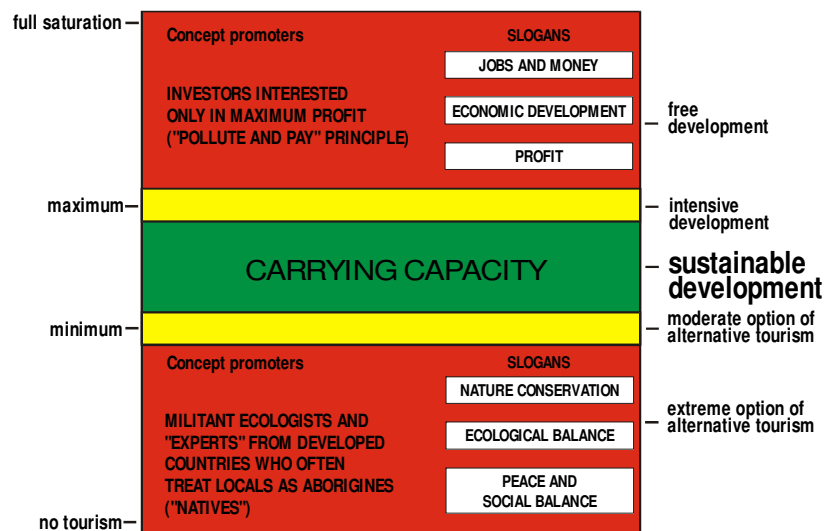 full saturation
Concept promoters
SLOGANS
JOBS AND MONEY
INVESTORS INTERESTED
ONLY IN MAXIMUM PROFIT
("POLLUTE AND PAY" PRINCIPLE)
ECONOMIC DEVELOPMENT
PROFIT
free
development
maximum
intensive
development
CARRYING CAPACITY
sustainable
development
minimum
moderate option of
alternative tourism
Concept promoters
SLOGANS
NATURE CONSERVATION
MILITANT ECOLOGISTS AND
"EXPERTS" FROM DEVELOPED
COUNTRIES WHO OFTEN
TREAT LOCALS AS ABORIGINES
("NATIVES")
ECOLOGICAL BALANCE
PEACE AND
SOCIAL BALANCE
extreme option of
alternative tourism
no tourism